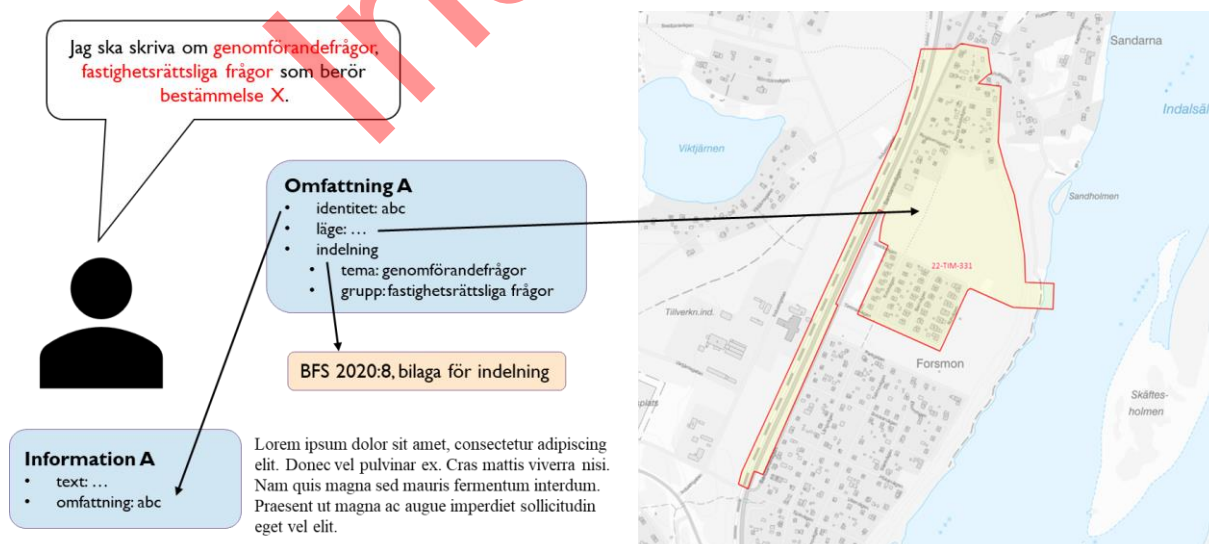 Jag ska skriva om genomförandefrågor,
fastighetsrättsliga frågor som berör
bestämmelse X.
Omfattning A
• identitet: abc
• läge: …
• indelning
• tema: genomförandefrågor
• grupp: fastighetsrättsliga frågor
BFS 2020:8, bilaga för indelning
Information A
• text: …
• omfattning: abc
Lorem ipsum dolor sit amet, consectetur adipiscing
elit. Donec vel pulvinar ex. Cras mattis viverra nisi.
Nam quis magna sed mauris fermentum interdum.
Praesent ut magna ac augue imperdiet sollicitudin
eget vel elit.
Sandarna
Indalsäl
Viktjärnen
Sandholmen
22-TIM-331
Tillverkn.ind.
Forsmon
Skäftes-
holmen
plats